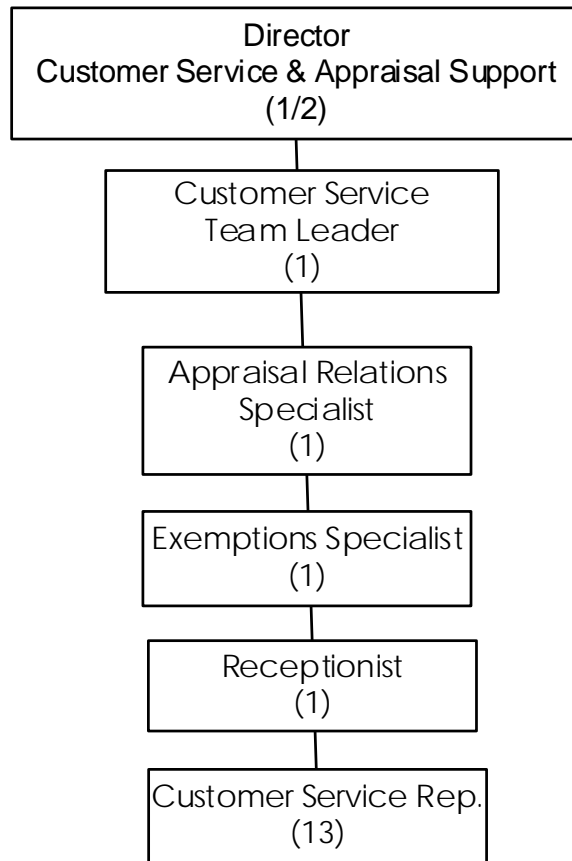 Director
Customer Service & Appraisal Support
(1/2)
Customer Service
Team Leader
(1)
Appraisal Relations
Specialist
(1)
Exemptions Specialist
(1)
Receptionist
(1)
Customer Service Rep.
(13)